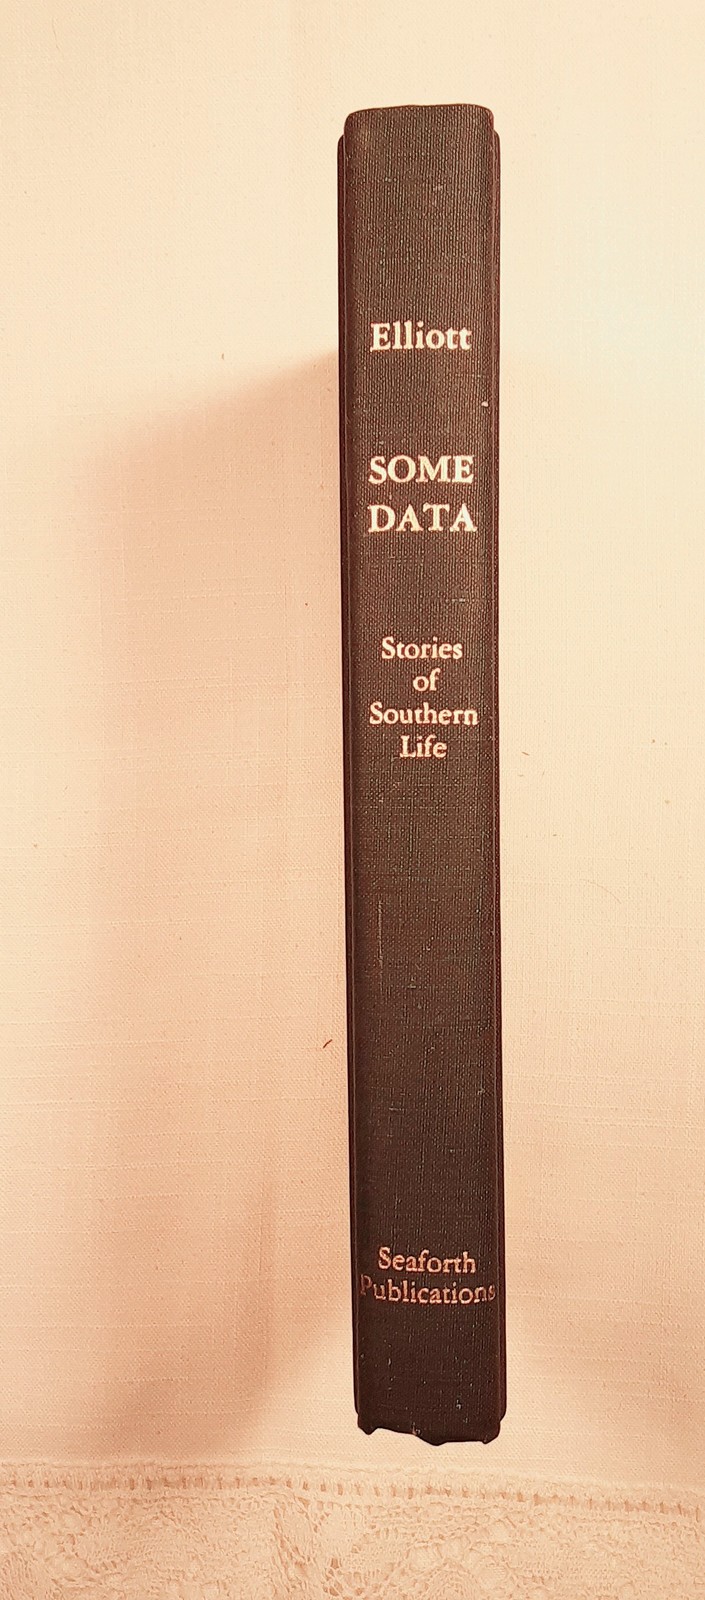 Elliott
SOME
DATA
Stories
of
Southern
Life
Seaforth
Publications